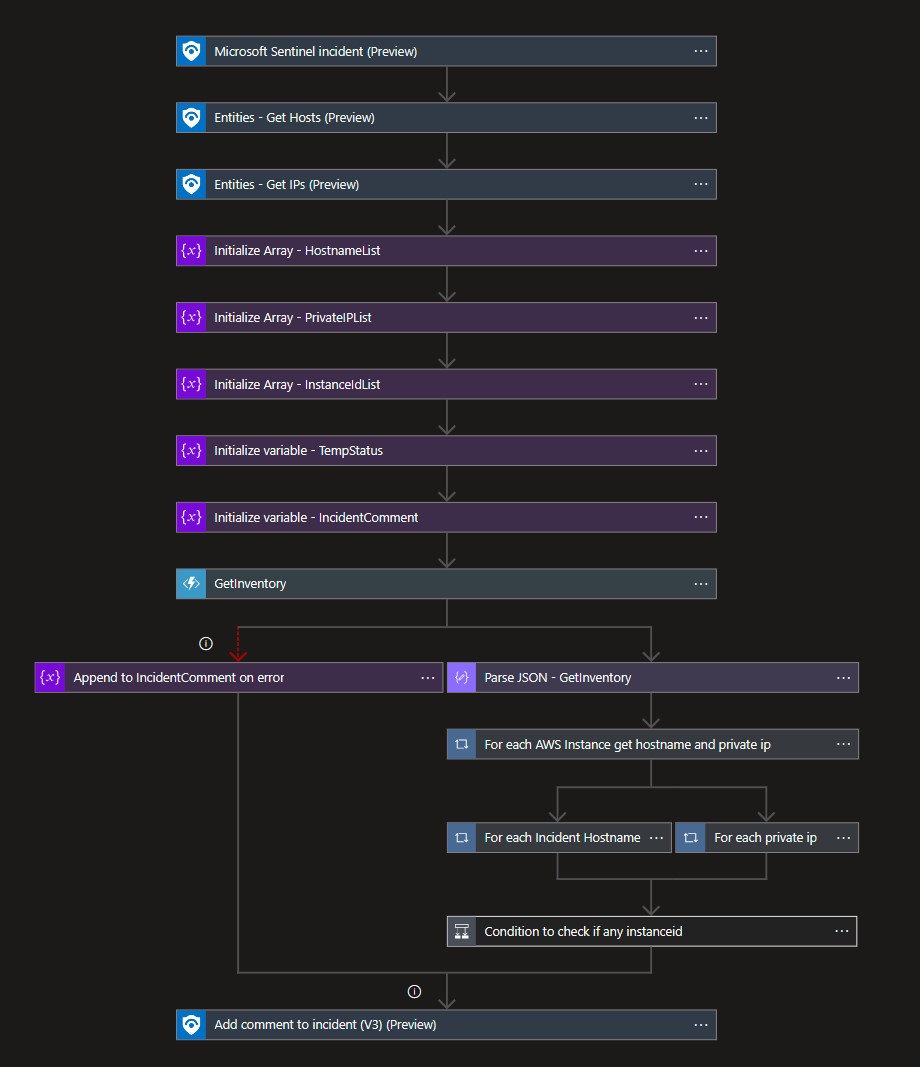 Microsoft Sentinel incident (Preview)
Entities - Get Hosts (Preview)
Entities - Get IPs (Preview)
Initialize Array - HostnameList
Initialize Array - PrivateIPList
Initialize Array - InstanceIdList
Initialize variable - TempStatus
Initialize variable - IncidentComment
GetInventory
Append to IncidentComment on error
Parse JSON - GetInventory
For each AWS Instance get hostname and private ip
For each Incident Hostname
For each private ip
Condition to check if any instanceid
Add comment to incident (V3) (Preview)